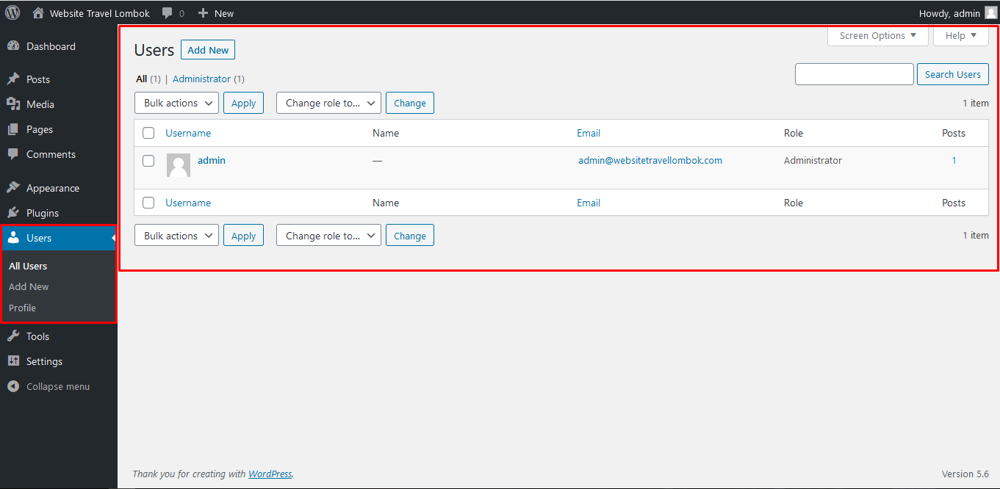 Website Travel Lombok 0 New Howdy, admin
Dashboard
Posts
Media
Pages
Comments
Appearance
Plugins
Users
All Users
Add New
Profile
Tools
Settings
Collapse menu
Screen Options Help
Users Add New
All (1) | Administrator (1)
Search Users
Bulk actions Apply Change role to... Change 1 item
Username Name Email Role Posts
admin — admin@websitetravellombok.com Administrator 1
Username Name Email Role Posts
Bulk actions Apply Change role to... Change 1 item
Thank you for creating with WordPress. Version 5.6